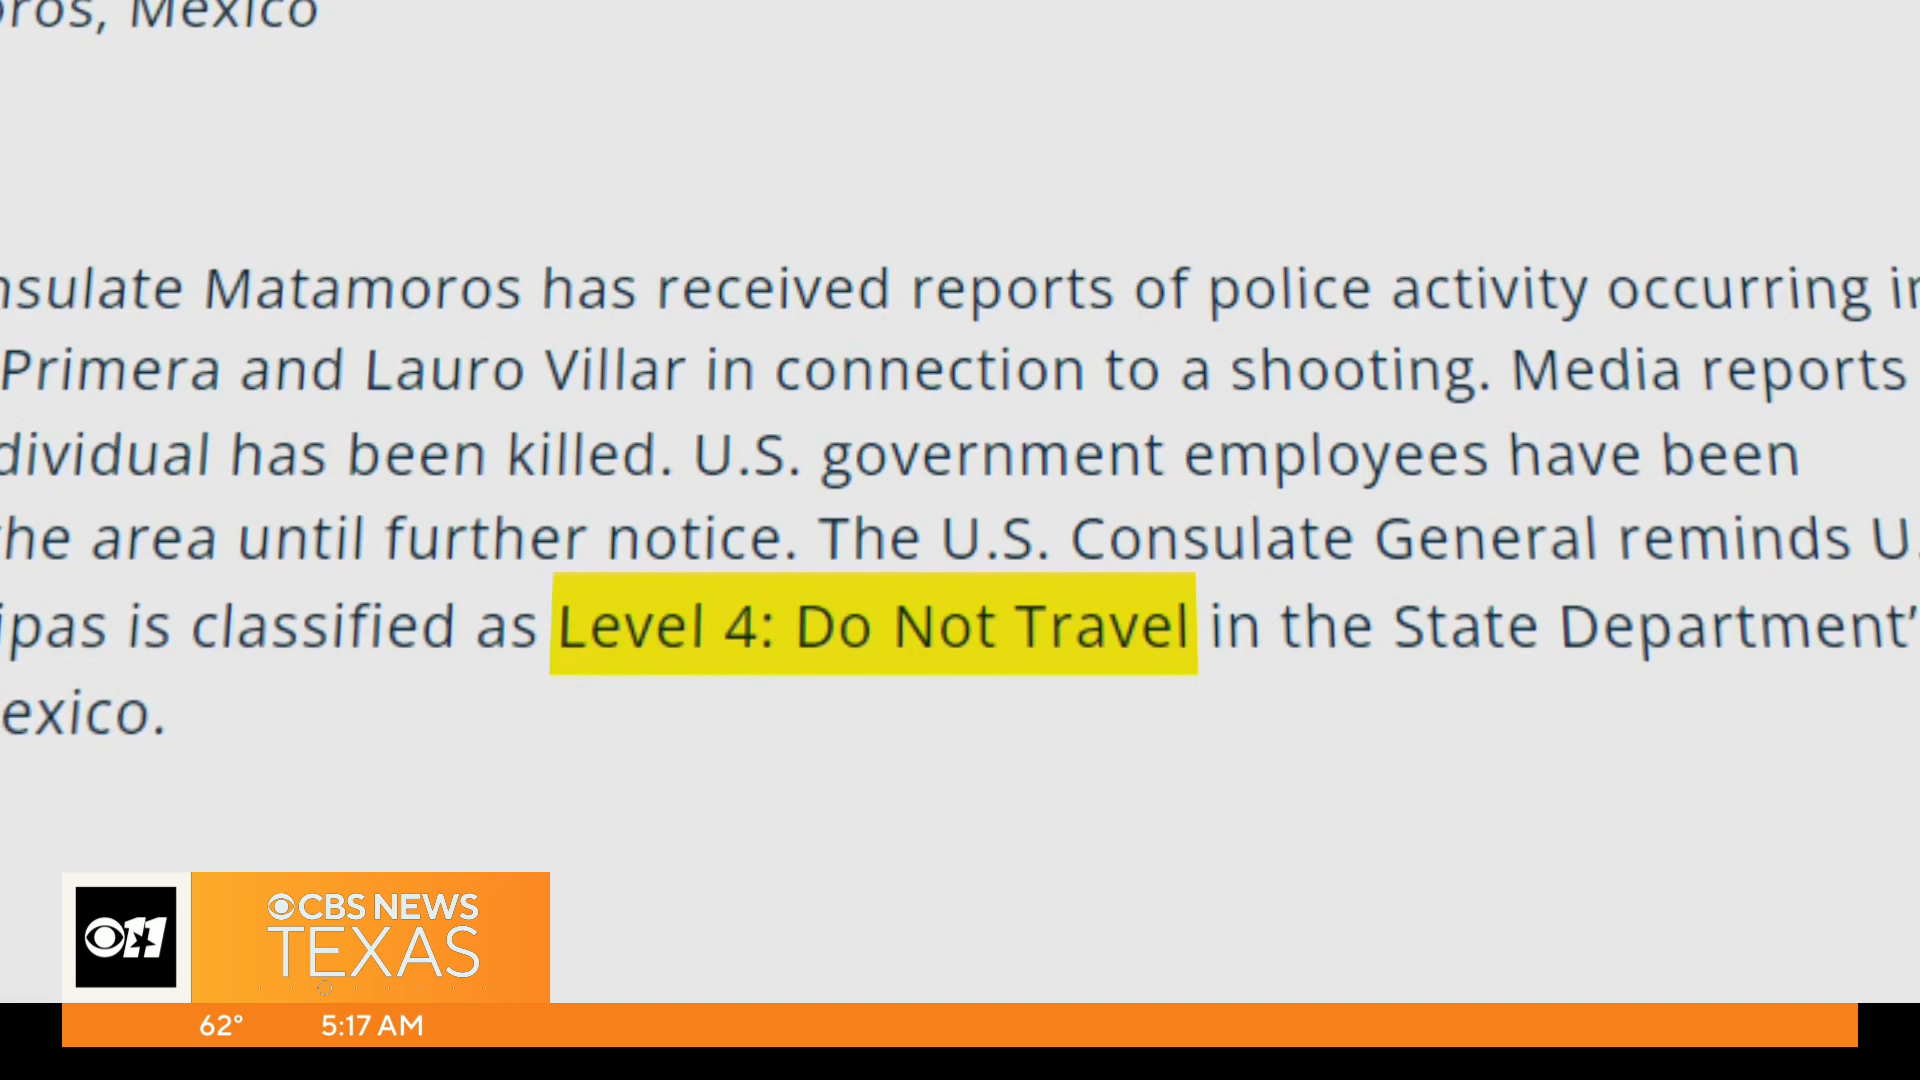 oros, Mexico
nsulate Matamoros has received reports of police activity occurring in
Primera and Lauro Villar in connection to a shooting. Media reports
dividual has been killed. U.S. government employees have been
he area until further notice. The U.S. Consulate General reminds U.
ipas is classified as Level 4: Do Not Travel in the State Department'
exico.
11
CBS NEWS
TEXAS
62° 5:17 AM